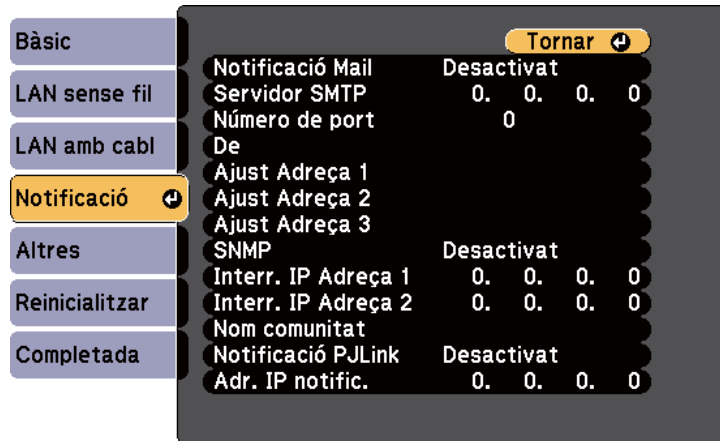 Bàsic
LAN sense fil
LAN amb cabl
Notificació
Altres
Reinicialitzar
Completada
Tornar
Notificació Mail Desactivat
Servidor SMTP 0. 0. 0. 0
Número de port 0
De
Ajust Adreça 1
Ajust Adreça 2
Ajust Adreça 3
SNMP Desactivat
Interr. IP Adreça 1 0. 0. 0. 0
Interr. IP Adreça 2 0. 0. 0. 0
Nom comunitat
Notificació PJLink Desactivat
Adr. IP notific. 0. 0. 0. 0